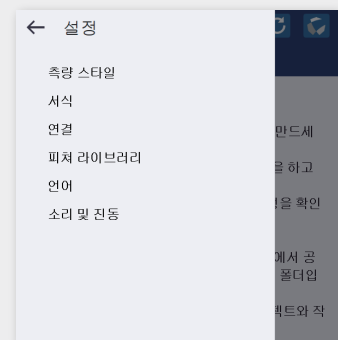 설정
측량 스타일
서식
연결
피쳐 라이브러리
언어
소리 및 진동
만드세
을 하고
을 확인
에서 공
폴더입
젝트와 작